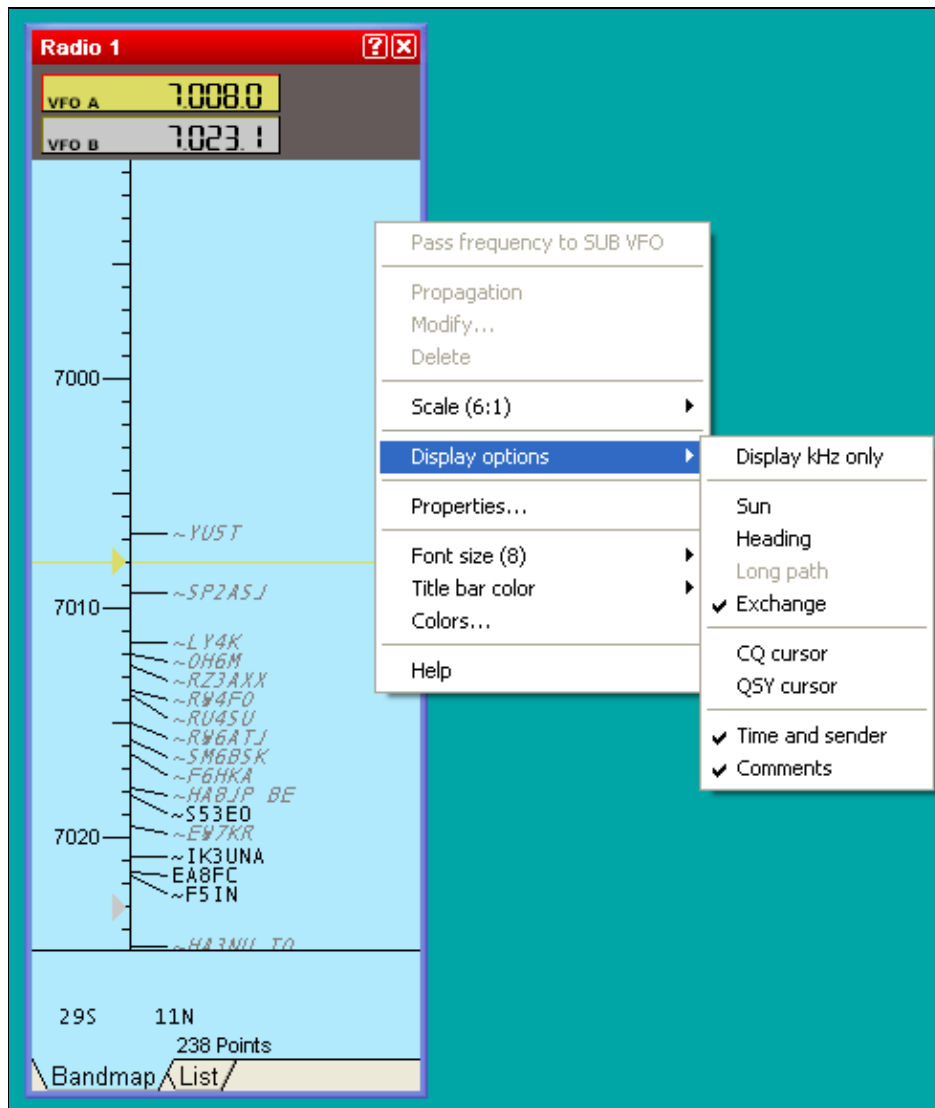 Radio 1
VFO A 7.008.0
VFO B 7.023.1
7000
~YU5T
~SP2ASJ
7010
~LY4K
~OH6M
~RZ3AXX
~RW4FO
~RU4SU
~RW6ATJ
~SM6BSK
~F6HKA
~HA8JP BE
~S53EO
~EW7KR
7020
~IK3UNA
EA8FC
~F5IN
~HA3NU TO
29S 11N
238 Points
Bandmap List
Pass frequency to SUB VFO
Propagation
Modify...
Delete
Scale (6:1)
Display options
Properties...
Font size (8)
Title bar color
Colors...
Help
Display kHz only
Sun
Heading
Long path
Exchange
CQ cursor
QSY cursor
Time and sender
Comments